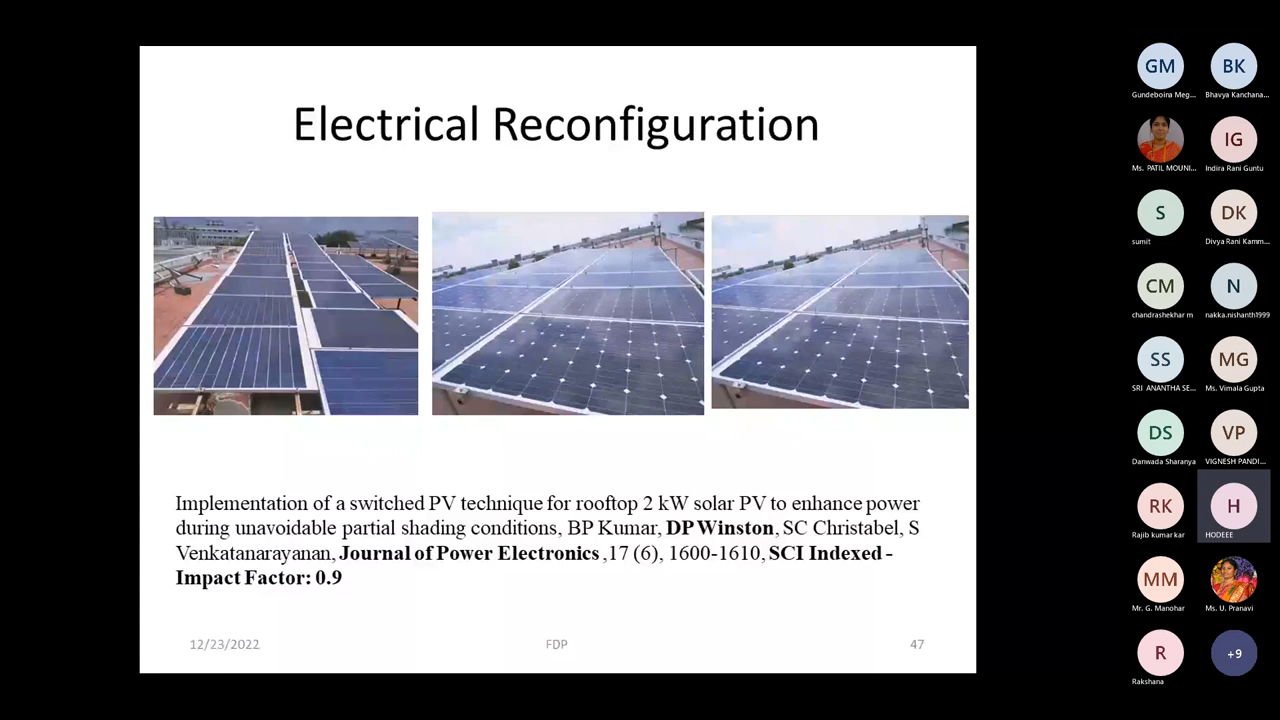 Electrical Reconfiguration
Implementation of a switched PV technique for rooftop 2 kW solar PV to enhance power
during unavoidable partial shading conditions, BP Kumar, DP Winston, SC Christabel, S
Venkatanarayanan, Journal of Power Electronics ,17 (6), 1600-1610, SCI Indexed -
Impact Factor: 0.9
12/23/2022
FDP
47
GM
BK
Gundeboina Meg...
Bhavya Kanchana...
IG
Ms. PATIL MOUNI...
Indira Rani Guntu
S
DK
sumit
Divya Rani Kamm...
CM
N
chandrashekhar m
nakka.nishanth1999
SS
MG
SRI ANANTHA SE...
Ms. Vimala Gupta
DS
VP
Danwada Sharanya
VIGNESH PANDI...
RK
H
Rajib kumar kar
HODEEE
MM
Mr. G. Manohar
Ms. U. Pranavi
R
+9
Rakshana